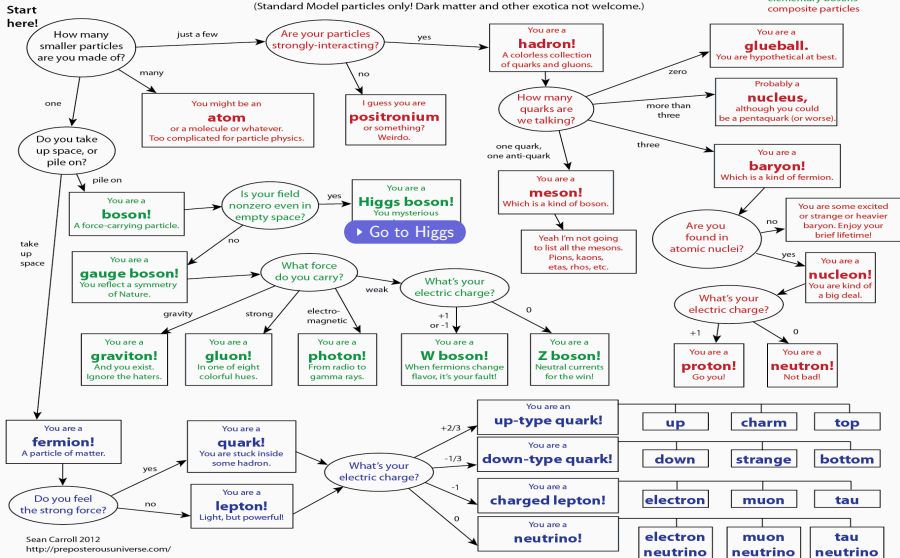 Start
here!
(Standard Model particles only! Dark matter and other exotica not welcome.)
composite particles
How many
smaller particles
are you made of?
just a few
many
one
Are your particles
strongly-interacting?
yes
no
You might be an
atom
or a molecule or whatever.
Too complicated for particle physics.
I guess you are
positronium
or something?
Weirdo.
You are a
hadron!
A colorless collection
of quarks and gluons.
How many
quarks are
we talking?
zero
more than
three
three
one quark,
one anti-quark
You are a
glueball.
You are hypothetical at best.
Probably a
nucleus,
although you could
be a pentaquark (or worse).
You are a
baryon!
Which is a kind of fermion.
You are a
meson!
Which is a kind of boson.
Yeah I'm not going
to list all the mesons.
Pions, kaons,
etas, rhos, etc.
Are you
found in
atomic nuclei?
no
yes
You are some excited
or strange or heavier
baryon. Enjoy your
brief lifetime!
You are a
nucleon!
You are kind of
a big deal.
What's your
electric charge?
+1
0
You are a
proton!
Go you!
You are a
neutron!
Not bad!
Do you take
up space, or
pile on?
pile on
take
up
space
You are a
boson!
A force-carrying particle.
Is your field
nonzero even in
empty space?
yes
no
You are a
Higgs boson!
You mysterious
Go to Higgs
You are a
gauge boson!
You reflect a symmetry
of Nature.
What force
do you carry?
gravity
strong
electro-
magnetic
weak
What's your
electric charge?
+1
or -1
0
You are a
graviton!
And you exist.
Ignore the haters.
You are a
gluon!
In one of eight
colorful hues.
You are a
photon!
From radio to
gamma rays.
You are a
W boson!
When fermions change
flavor, it's your fault!
You are a
Z boson!
Neutral currents
for the win!
You are a
fermion!
A particle of matter.
Do you feel
the strong force?
yes
no
You are a
quark!
You are stuck inside
some hadron.
You are a
lepton!
Light, but powerful!
What's your
electric charge?
+2/3
-1/3
-1
0
You are an
up-type quark!
up
charm
top
You are a
down-type quark!
down
strange
bottom
You are a
charged lepton!
electron
muon
tau
You are a
neutrino!
electron
neutrino
muon
neutrino
tau
neutrino
Sean Carroll 2012
http://preposterousuniverse.com/